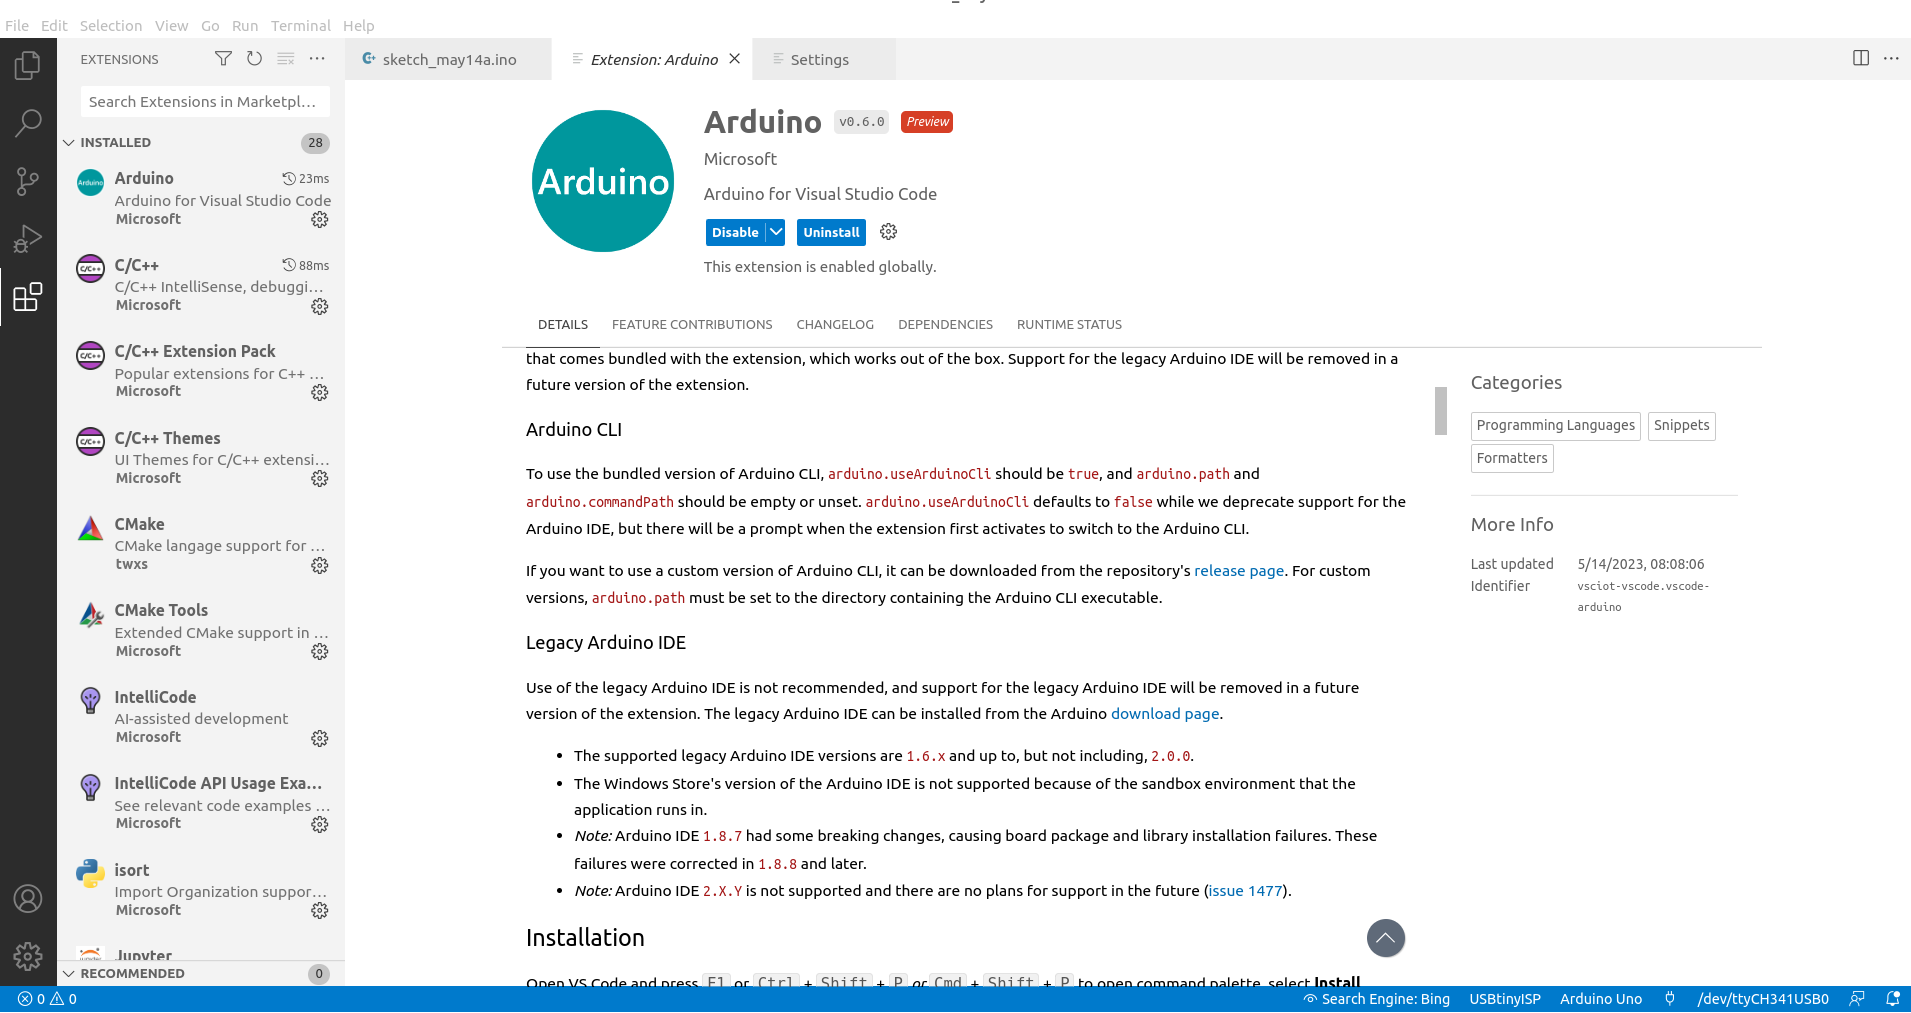 File Edit Selection View Go Run Terminal Help
EXTENSIONS
sketch_may14a.ino
Extension: Arduino
Settings
Search Extensions in Marketpl...
INSTALLED 28
Arduino 23ms
Arduino for Visual Studio Code
Microsoft
C/C++ 88ms
C/C++ IntelliSense, debuggi...
Microsoft
C/C++ Extension Pack
Popular extensions for C++ ...
Microsoft
C/C++ Themes
UI Themes for C/C++ extensi...
Microsoft
CMake
CMake langage support for ...
twxs
CMake Tools
Extended CMake support in ...
Microsoft
IntelliCode
AI-assisted development
Microsoft
IntelliCode API Usage Exa...
See relevant code examples ...
Microsoft
isort
Import Organization suppor...
Microsoft
Jupyter
RECOMMENDED 0
Arduino
Arduino v0.6.0 Preview
Microsoft
Arduino for Visual Studio Code
Disable Uninstall
This extension is enabled globally.
DETAILS FEATURE CONTRIBUTIONS CHANGELOG DEPENDENCIES RUNTIME STATUS
that comes bundled with the extension, which works out of the box. Support for the legacy Arduino IDE will be removed in a
future version of the extension.
Arduino CLI
To use the bundled version of Arduino CLI, arduino.useArduinoCli should be true, and arduino.path and
arduino.commandPath should be empty or unset. arduino.useArduinoCli defaults to false while we deprecate support for the
Arduino IDE, but there will be a prompt when the extension first activates to switch to the Arduino CLI.
If you want to use a custom version of Arduino CLI, it can be downloaded from the repository's release page. For custom
versions, arduino.path must be set to the directory containing the Arduino CLI executable.
Legacy Arduino IDE
Use of the legacy Arduino IDE is not recommended, and support for the legacy Arduino IDE will be removed in a future
version of the extension. The legacy Arduino IDE can be installed from the Arduino download page.
• The supported legacy Arduino IDE versions are 1.6.x and up to, but not including, 2.0.0.
• The Windows Store's version of the Arduino IDE is not supported because of the sandbox environment that the
application runs in.
• Note: Arduino IDE 1.8.7 had some breaking changes, causing board package and library installation failures. These
failures were corrected in 1.8.8 and later.
• Note: Arduino IDE 2.X.Y is not supported and there are no plans for support in the future (issue 1477).
Installation
Open VS Code and press F1 or Ctrl + Shift + P or Cmd + Shift + P to open command palette, select Install
Categories
Programming Languages Snippets
Formatters
More Info
Last updated 5/14/2023, 08:08:06
Identifier vsciot-vscode.vscode-
arduino
0 0
Search Engine: Bing USBtinyISP Arduino Uno /dev/ttyCH341USB0